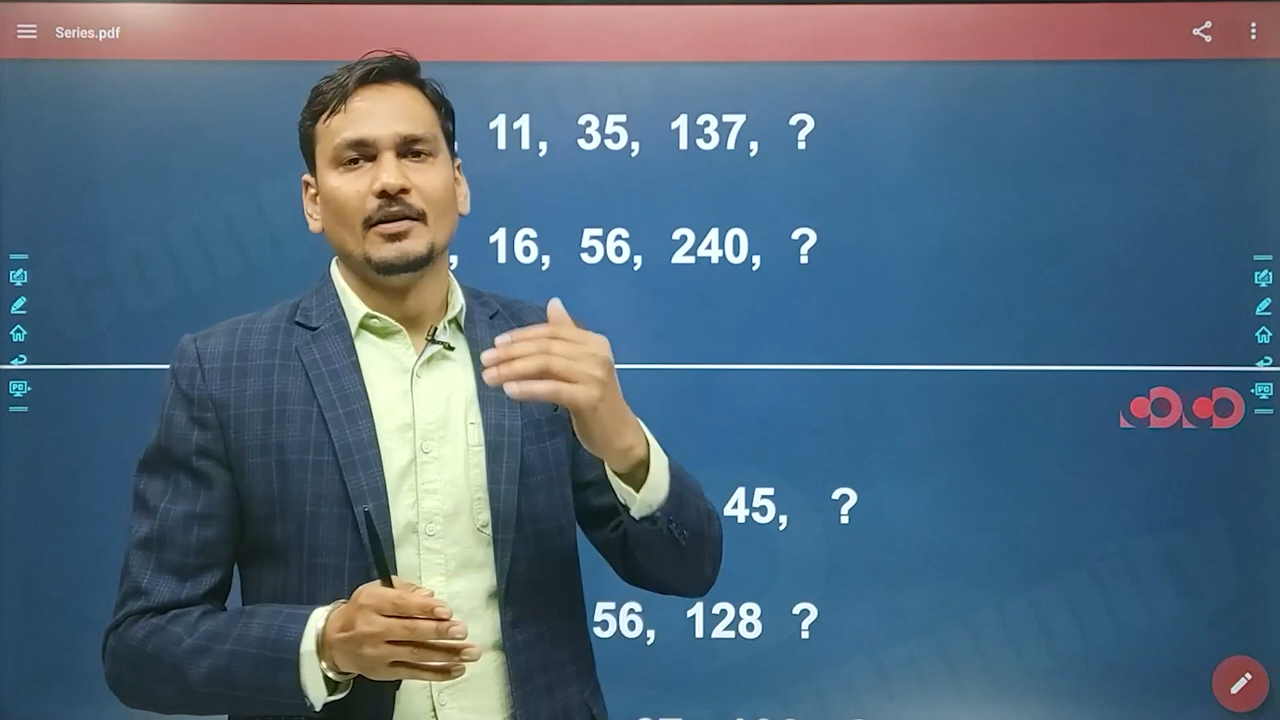 Series.pdf
11, 35, 137, ?
, 16, 56, 240, ?
45, ?
56, 128 ?